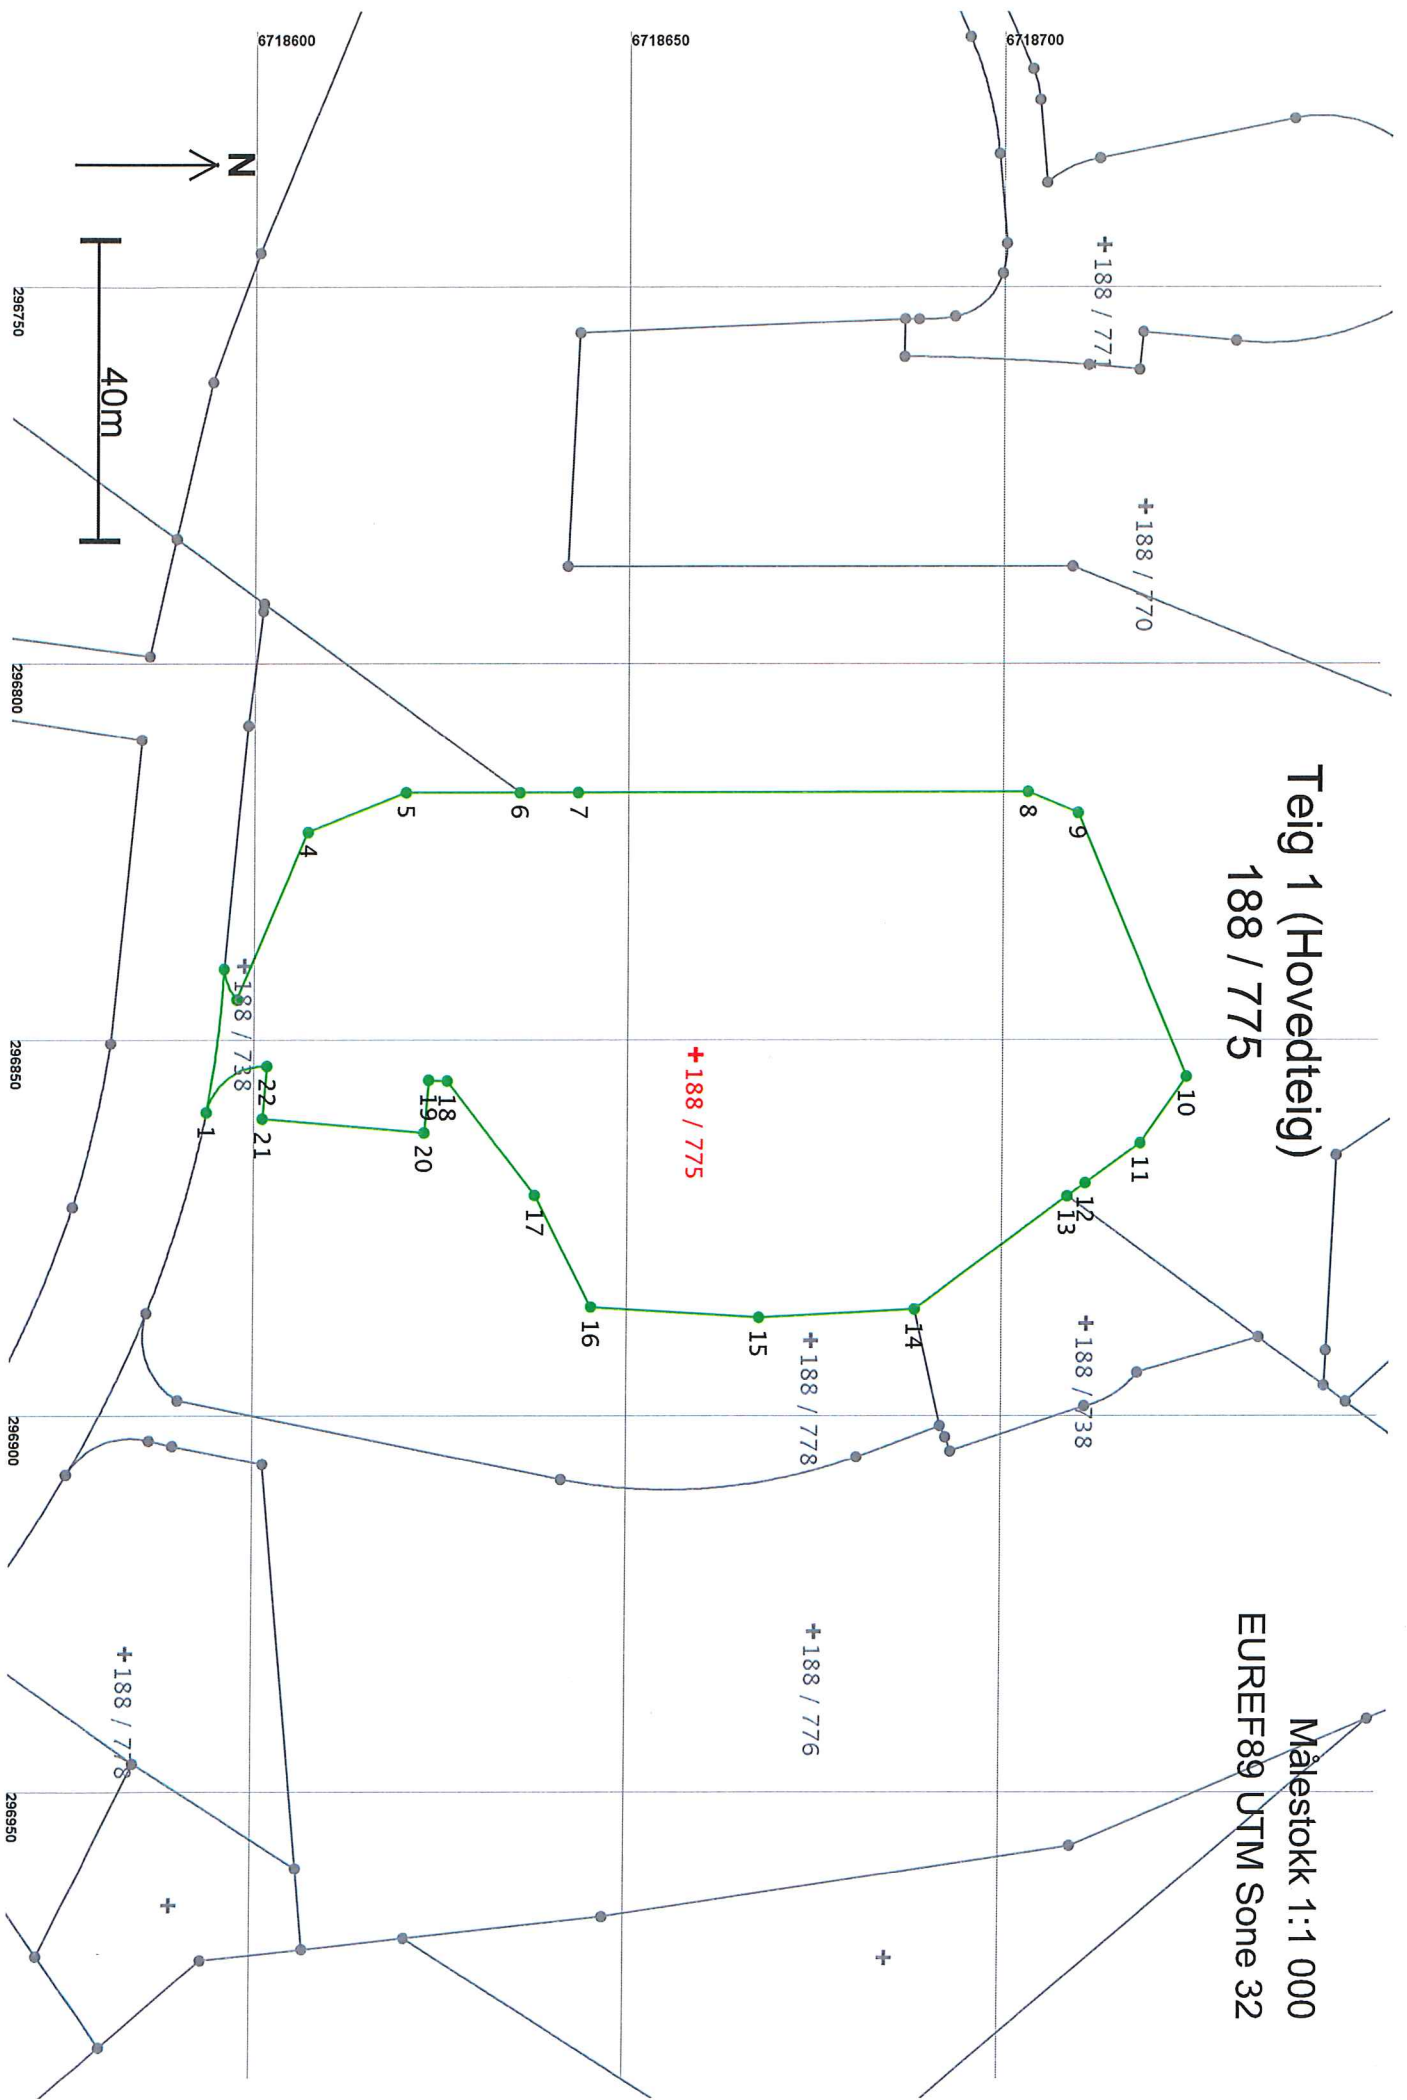 Teig 1 (Hovedteig)
188 / 775
Målestokk 1:1 000
EUREF89 UTM Sone 32
6718600
6718650
6718700
N
40m
296750
296800
296850
296900
296950
+188 / 771
+188 / 770
+188 / 775
+188 / 738
+188 / 738
+188 / 778
+188 / 776
+188 / 778
1
4
5
6
7
8
9
10
11
12
13
14
15
16
17
18
19
20
21
22